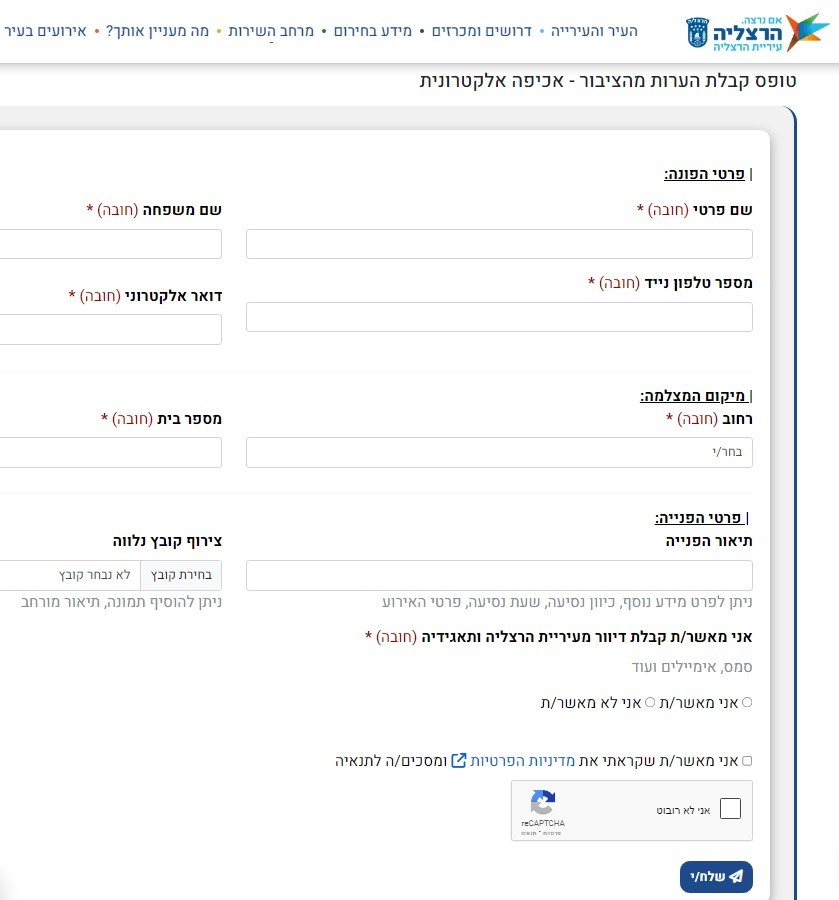 אם נרצה.
הרצליה
עיריית הרצליה
העיר והעירייה • דרושים ומכרזים • מידע בחירום • מרחב השירות • מה מעניין אותך? • אירועים בעיר
טופס קבלת הערות מהציבור - אכיפה אלקטרונית
| פרטי הפונה:
שם פרטי (חובה) * שם משפחה (חובה) *
מספר טלפון נייד (חובה) * דואר אלקטרוני (חובה) *
| מיקום המצלמה:
רחוב (חובה) * מספר בית (חובה) *
בחר/י
| פרטי הפנייה:
תיאור הפנייה צירוף קובץ נלווה
בחירת קובץ לא נבחר קובץ
ניתן לפרט מידע נוסף, כיוון נסיעה, שעת נסיעה, פרטי האירוע ניתן להוסיף תמונה, תיאור מורחב
אני מאשר/ת קבלת דיוור מעיריית הרצליה ותאגידיה (חובה) *
סמס, אימיילים ועוד
אני מאשר/ת אני לא מאשר/ת
אני מאשר/ת שקראתי את מדיניות הפרטיות ומסכים/ה לתנאיה
אני לא רובוט
reCAPTCHA
פרטיות - תנאים
שלח/י